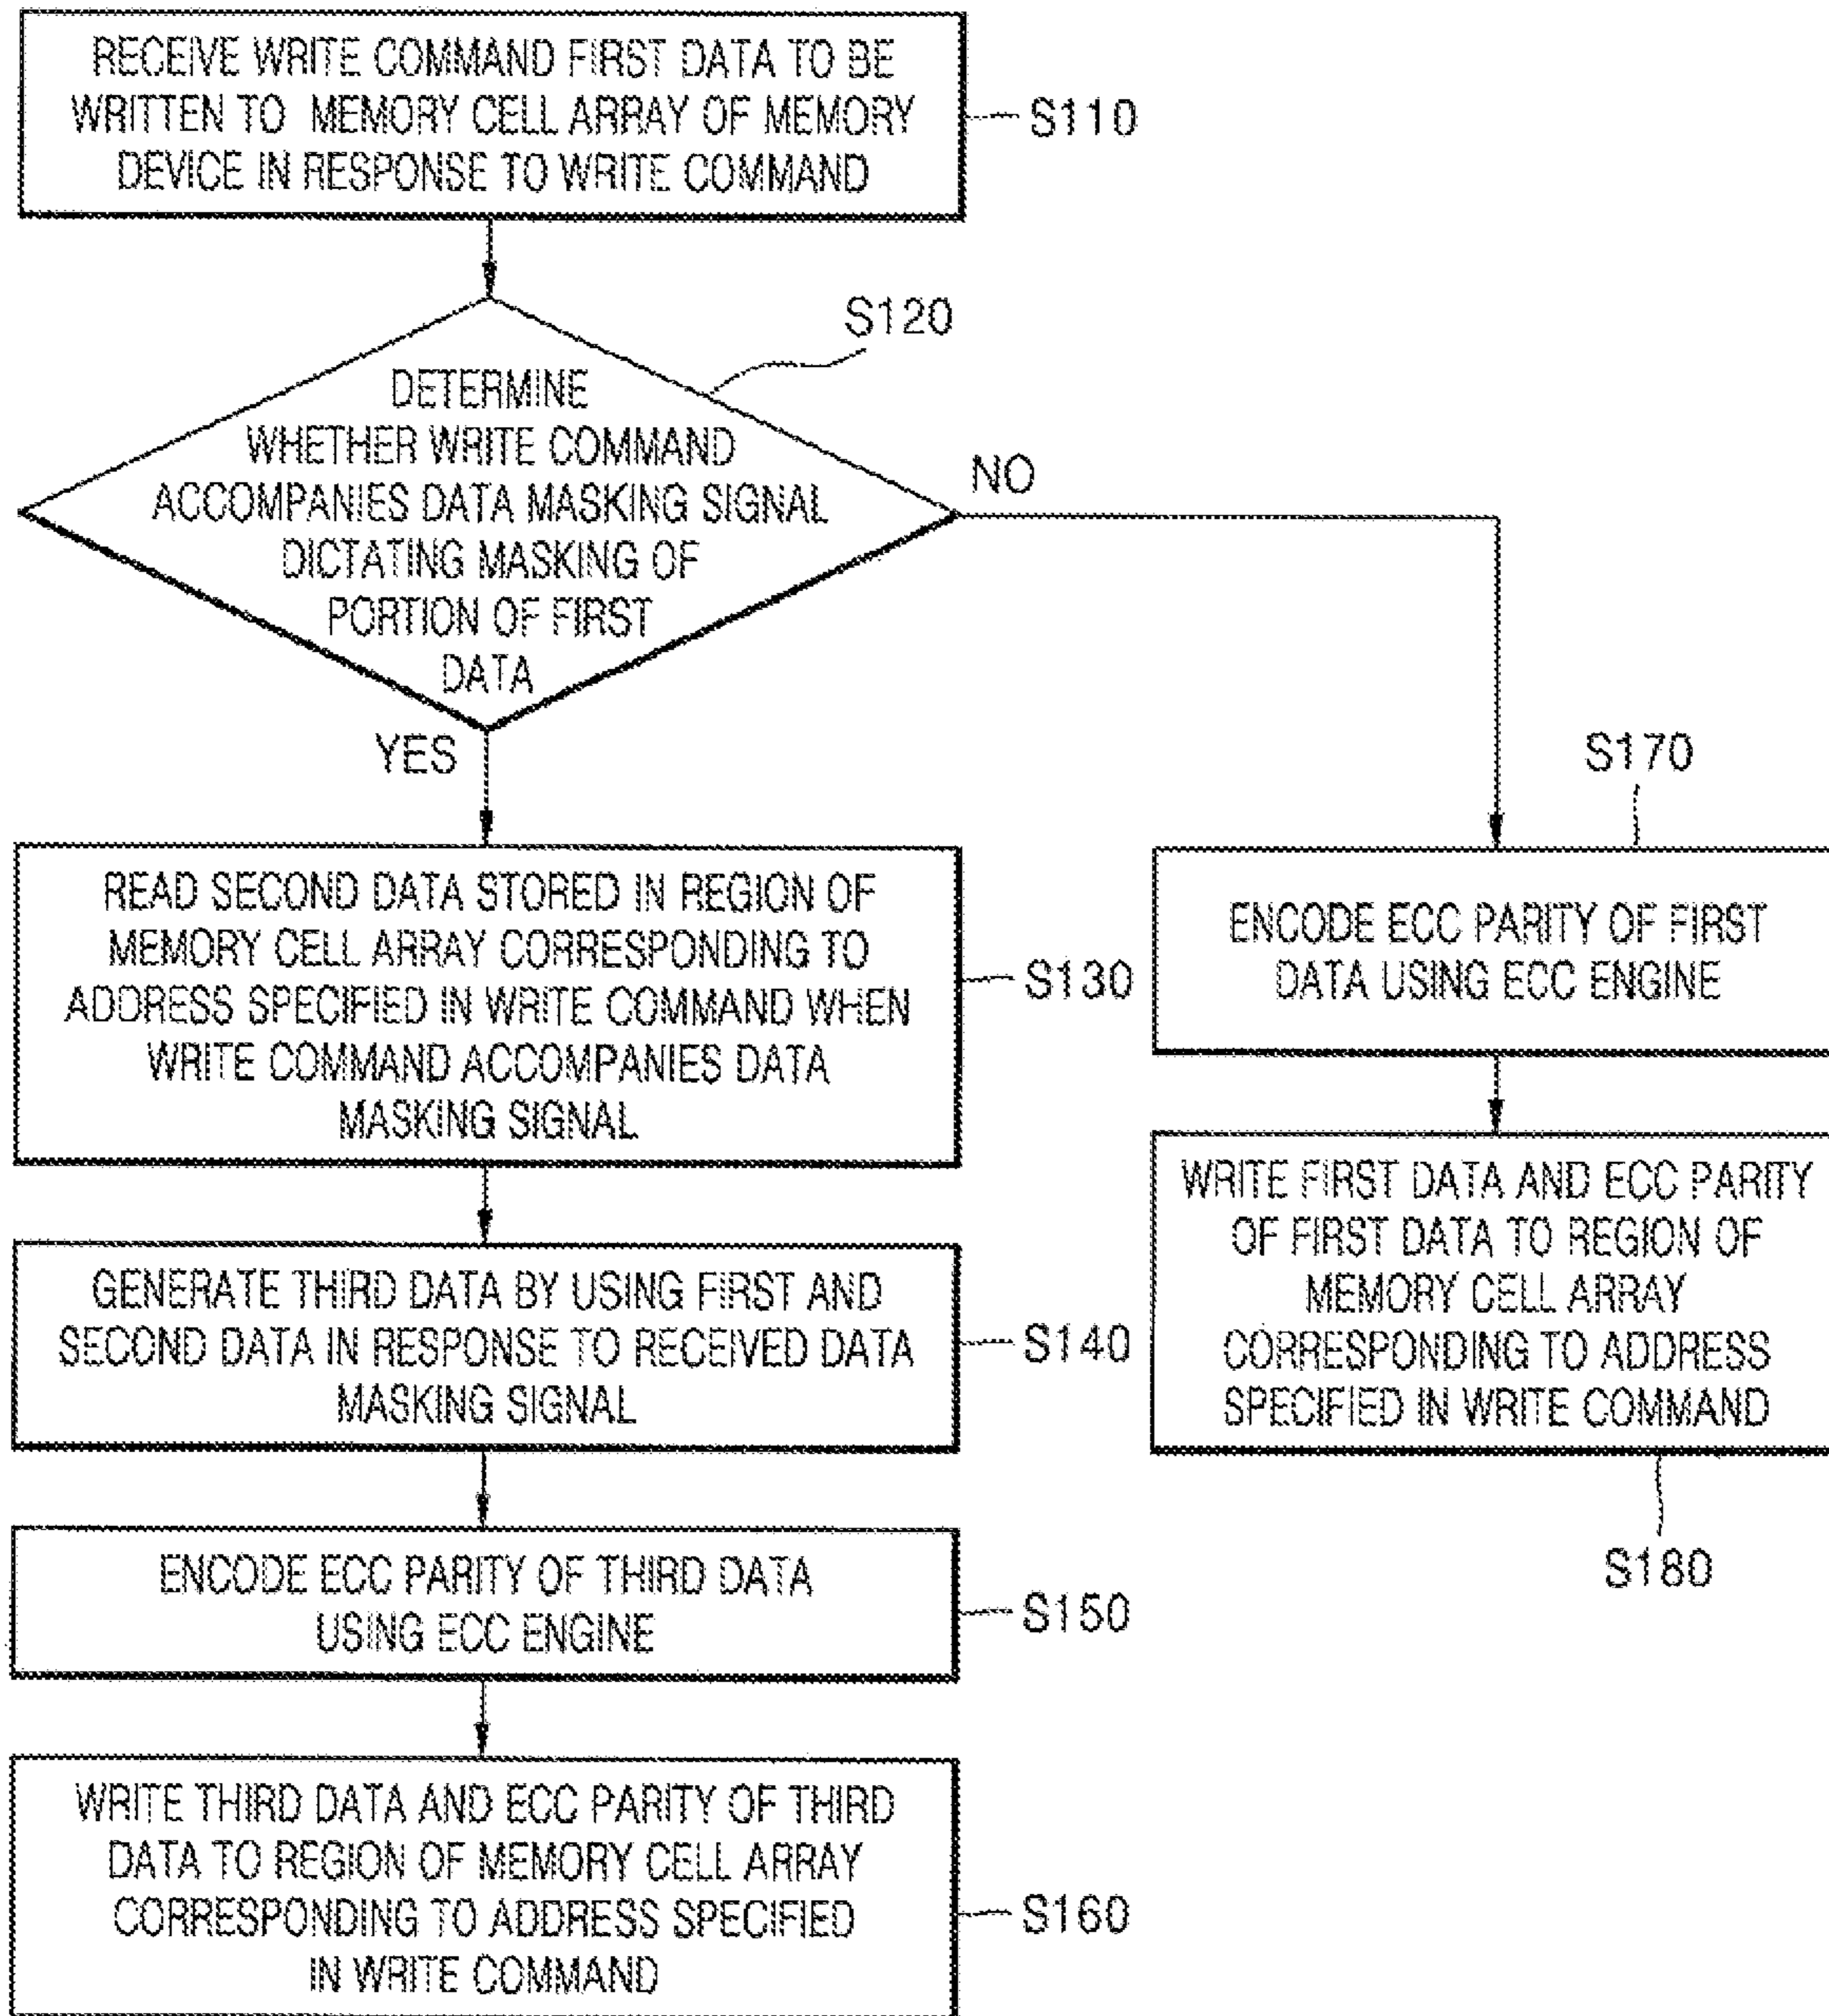 RECEIVE WRITE COMMAND FIRST DATA TO BE
WRITTEN TO MEMORY CELL ARRAY OF MEMORY
DEVICE IN RESPONSE TO WRITE COMMAND
S110
S120
DETERMINE
WHETHER WRITE COMMAND
ACCOMPANIES DATA MASKING SIGNAL
DICTATING MASKING OF
PORTION OF FIRST
DATA
NO
YES
READ SECOND DATA STORED IN REGION OF
MEMORY CELL ARRAY CORRESPONDING TO
ADDRESS SPECIFIED IN WRITE COMMAND WHEN
WRITE COMMAND ACCOMPANIES DATA
MASKING SIGNAL
S130
GENERATE THIRD DATA BY USING FIRST AND
SECOND DATA IN RESPONSE TO RECEIVED DATA
MASKING SIGNAL
S140
ENCODE ECC PARITY OF THIRD DATA
USING ECC ENGINE
S150
WRITE THIRD DATA AND ECC PARITY OF THIRD
DATA TO REGION OF MEMORY CELL ARRAY
CORRESPONDING TO ADDRESS SPECIFIED
IN WRITE COMMAND
S160
S170
ENCODE ECC PARITY OF FIRST
DATA USING ECC ENGINE
WRITE FIRST DATA AND ECC PARITY
OF FIRST DATA TO REGION OF
MEMORY CELL ARRAY
CORRESPONDING TO ADDRESS
SPECIFIED IN WRITE COMMAND
S180